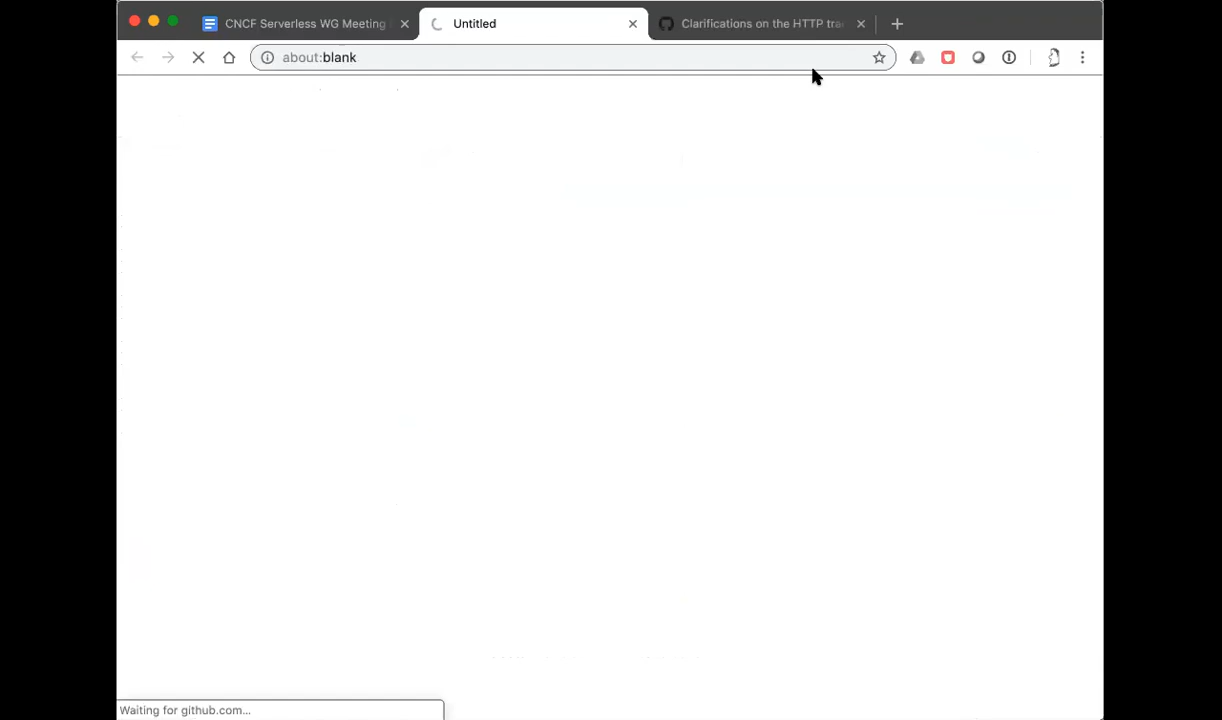 CNCF Serverless WG Meeting
Untitled
Clarifications on the HTTP tra
about:blank
Waiting for github.com...